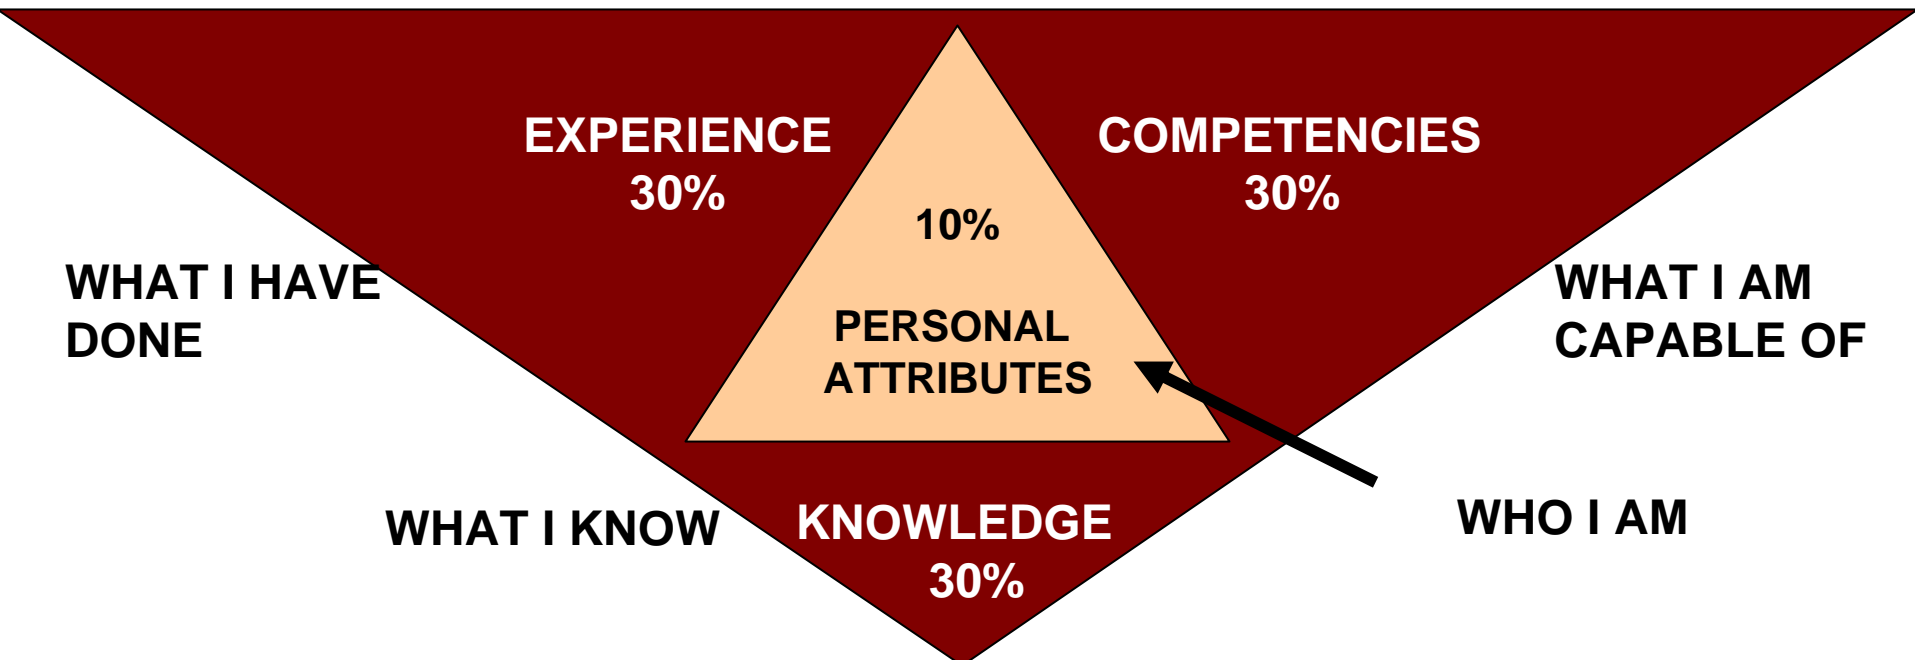 EXPERIENCE
30%
COMPETENCIES
30%
10%
PERSONAL
ATTRIBUTES
WHAT I HAVE
DONE
WHAT I AM
CAPABLE OF
WHAT I KNOW
KNOWLEDGE
30%
WHO I AM